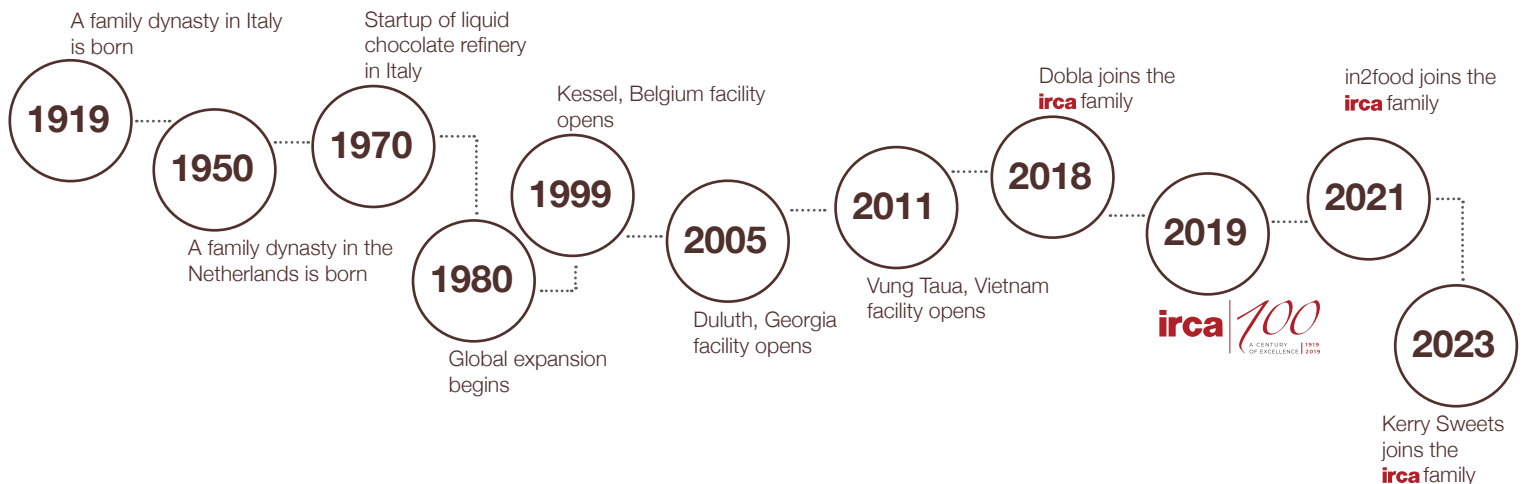 A family dynasty in Italy
is born
1919
1950
A family dynasty in the
Netherlands is born
Startup of liquid
chocolate refinery
in Italy
1970
1980
Global expansion
begins
Kessel, Belgium facility
opens
1999
2005
Duluth, Georgia
facility opens
2011
Vung Taua, Vietnam
facility opens
Dobla joins the
irca family
2018
2019
irca 100
A CENTURY 1919
OF EXCELLENCE 2019
in2food joins the
irca family
2021
2023
Kerry Sweets
joins the
irca family